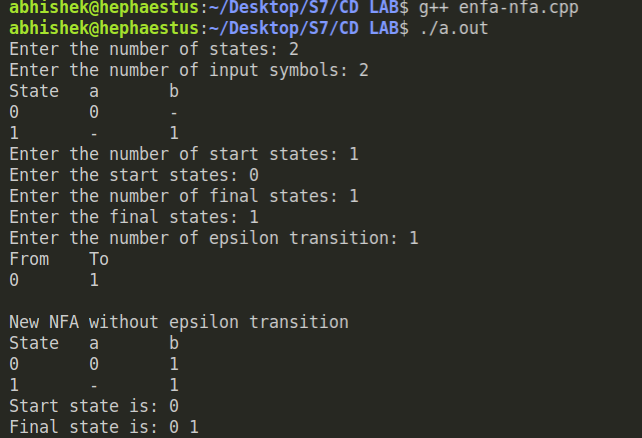 abhishek@hephaestus:~/Desktop/S7/CD LAB$ g++ enfa-nfa.cpp
abhishek@hephaestus:~/Desktop/S7/CD LAB$ ./a.out
Enter the number of states: 2
Enter the number of input symbols: 2
State   a       b
0       0       -
1       -       1
Enter the number of start states: 1
Enter the start states: 0
Enter the number of final states: 1
Enter the final states: 1
Enter the number of epsilon transition: 1
From    To
0       1

New NFA without epsilon transition
State   a       b
0       0       1
1       -       1
Start state is: 0
Final state is: 0 1